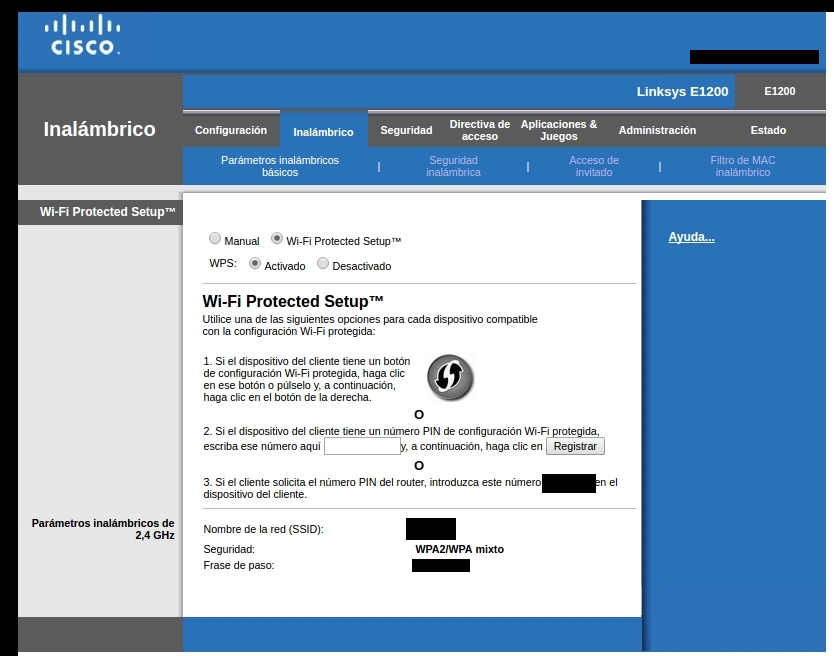 CISCO
Linksys E1200
E1200
Inalámbrico
Configuración
Inalámbrico
Seguridad
Directiva de
acceso
Aplicaciones &
Juegos
Administración
Estado
Parámetros inalámbricos
básicos
|
Seguridad
inalámbrica
|
Acceso de
invitado
|
Filtro de MAC
inalámbrico
Wi-Fi Protected Setup™
Manual Wi-Fi Protected Setup™
WPS: Activado Desactivado
Ayuda...
Wi-Fi Protected Setup™
Utilice una de las siguientes opciones para cada dispositivo compatible
con la configuración Wi-Fi protegida:
1. Si el dispositivo del cliente tiene un botón
de configuración Wi-Fi protegida, haga clic
en ese botón o púlselo y, a continuación,
haga clic en el botón de la derecha.
O
2. Si el dispositivo del cliente tiene un número PIN de configuración Wi-Fi protegida,
escriba ese número aquí y, a continuación, haga clic en Registrar
O
3. Si el cliente solicita el número PIN del router, introduzca este número en el
dispositivo del cliente.
Parámetros inalámbricos de
2,4 GHz
Nombre de la red (SSID):
Seguridad: WPA2/WPA mixto
Frase de paso: